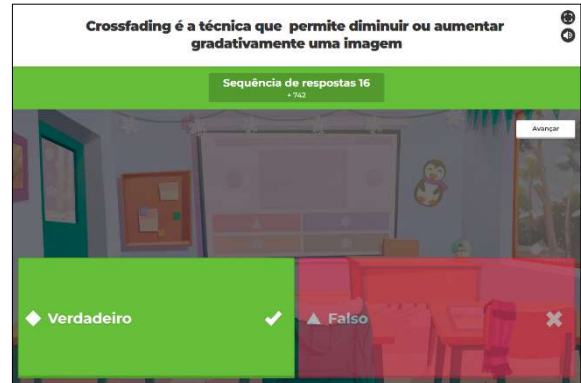 Crossfading é a técnica que permite diminuir ou aumentar
gradativamente uma imagem
Sequência de respostas 16
+ 742
Avançar
Verdadeiro
Falso